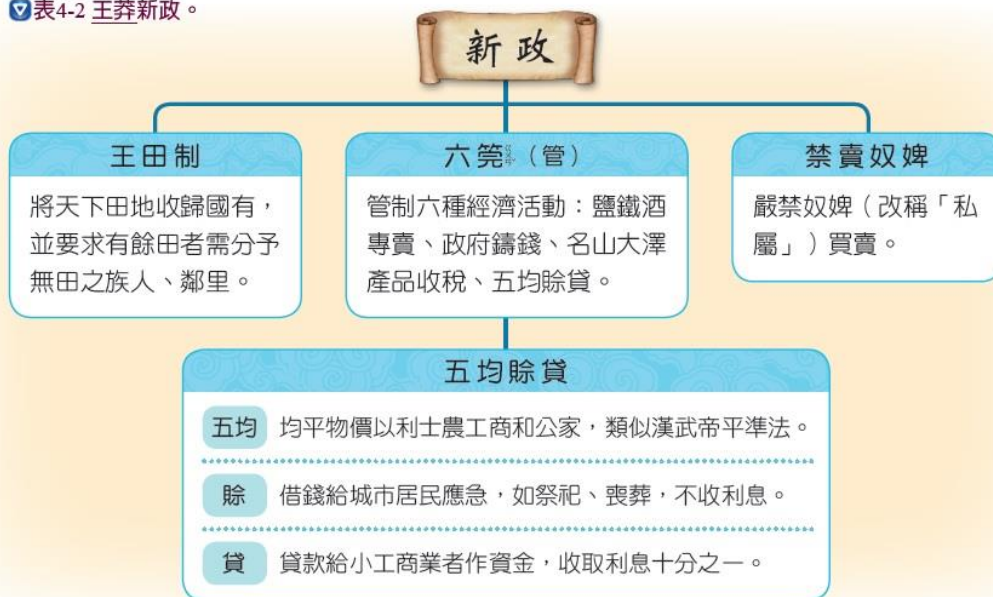 表4-2 王莽新政。
新政
王田制
將天下田地收歸國有，
並要求有餘田者需分予
無田之族人、鄰里。
六筦ㄍㄨㄢˇ（管）
管制六種經濟活動：鹽鐵酒
專賣、政府鑄錢、名山大澤
產品收稅、五均賒貸。
禁賣奴婢
嚴禁奴婢（改稱「私
屬」）買賣。
五均賒貸
五均 均平物價以利士農工商和公家，類似漢武帝平準法。
賒 借錢給城市居民應急，如祭祀、喪葬，不收利息。
貸 貸款給小工商業者作資金，收取利息十分之一。